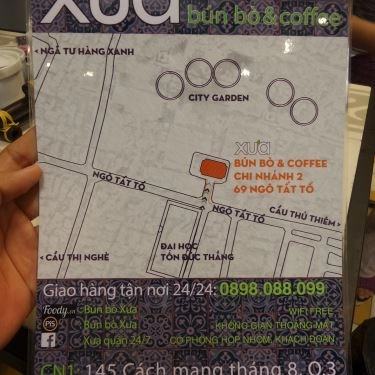 xưa
bún bò & coffee
NGÃ TƯ HÀNG XANH
CITY GARDEN
xưa
BÚN BÒ & COFFEE
CHI NHÁNH 2
69 NGÔ TẤT TỐ
NGÔ TẤT TỐ
NGÔ TẤT TỐ
CẦU THỦ THIÊM
CẦU THỊ NGHÈ
ĐẠI HỌC
TÔN ĐỨC THẮNG
Giao hàng tận nơi 24/24: 0898.088.099
Foody.vn Bún bò Xưa
Bún bò Xưa
Xưa quán 24/7
WIFI FREE
KHÔNG GIAN THOÁNG MÁT
CÓ PHÒNG HỌP NHÓM, KHÁCH ĐOÀN
CN1: 145 Cách mạng tháng 8, Q.3